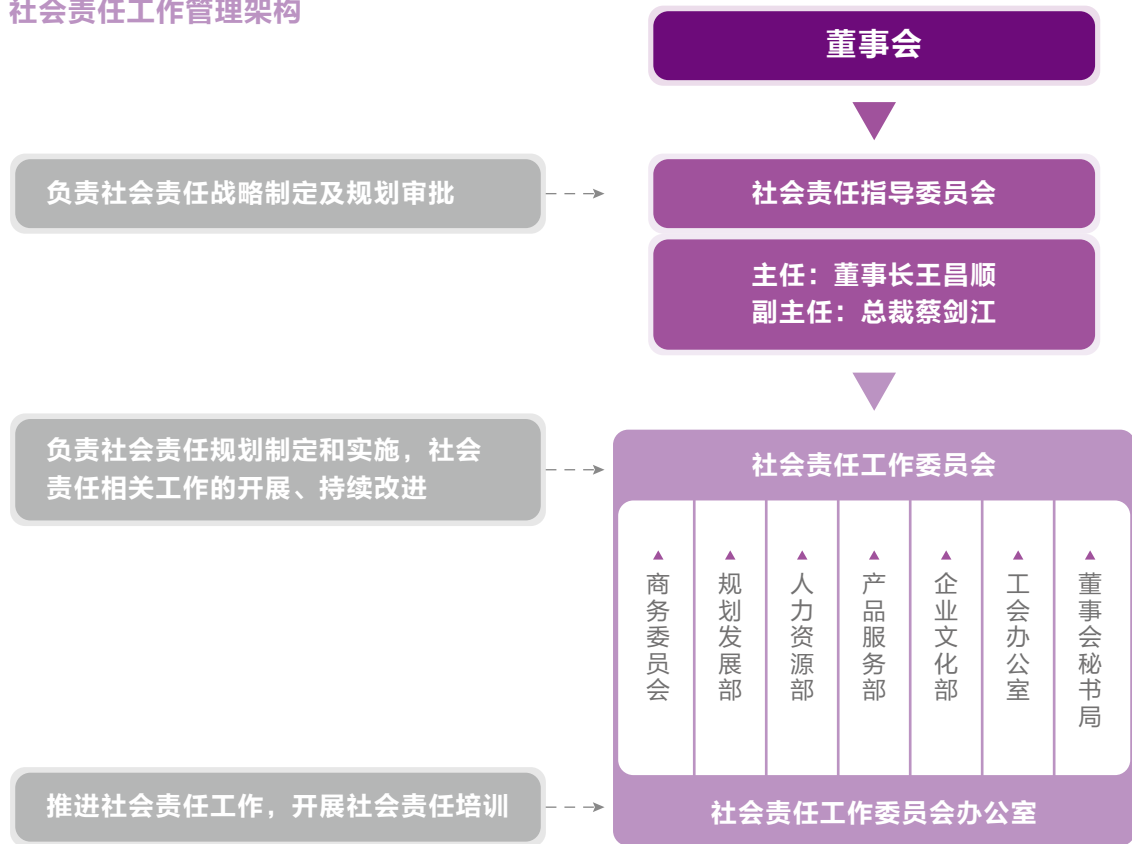 社会责任工作管理架构
董事会
负责社会责任战略制定及规划审批
社会责任指导委员会
主任：董事长王昌顺
副主任：总裁蔡剑江
负责社会责任规划制定和实施，社会
责任相关工作的开展、持续改进
社会责任工作委员会
商务委员会
规划发展部
人力资源部
产品服务部
企业文化部
工会办公室
董事会秘书局
推进社会责任工作，开展社会责任培训
社会责任工作委员会办公室